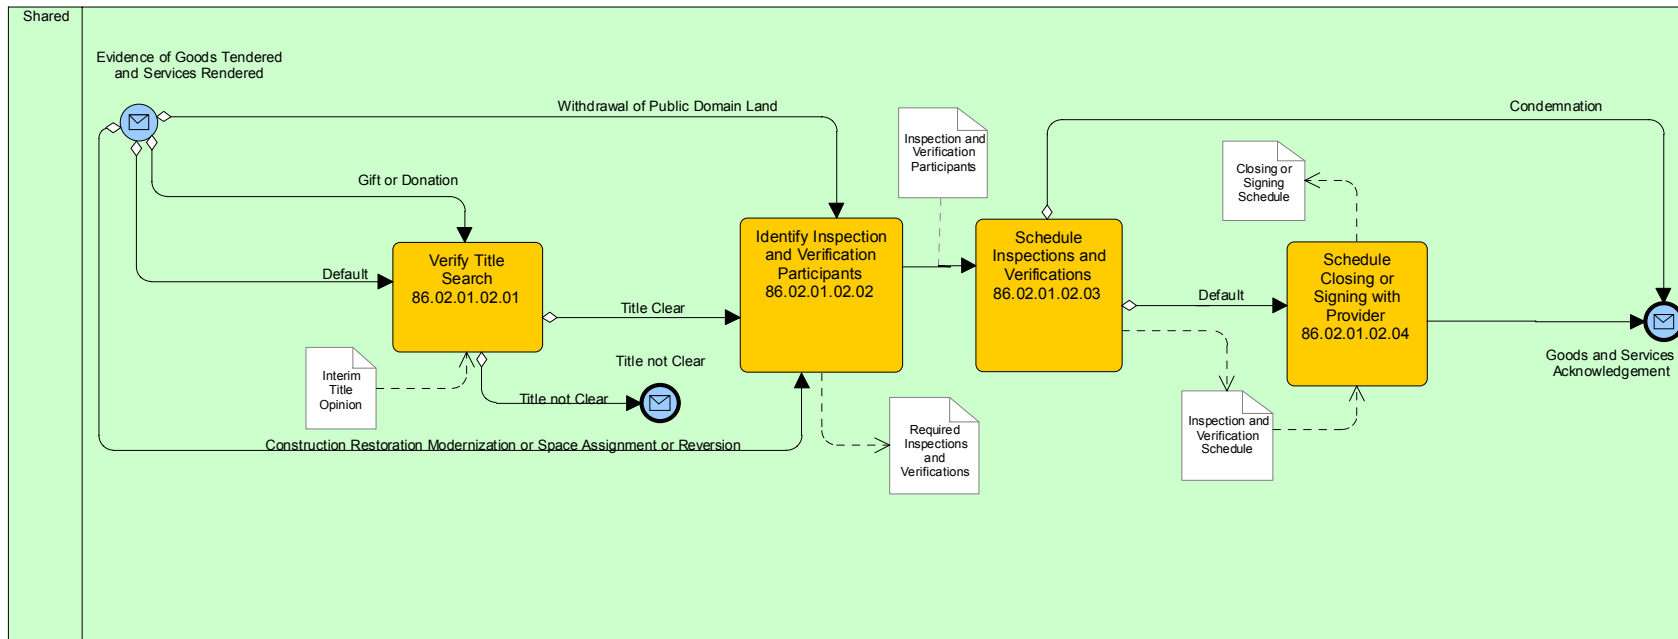 Shared
Evidence of Goods Tendered
and Services Rendered
Withdrawal of Public Domain Land
Condemnation
Inspection and
Verification
Participants
Closing or
Signing
Schedule
Gift or Donation
Identify Inspection
and Verification
Participants
86.02.01.02.02
Schedule
Inspections and
Verifications
86.02.01.02.03
Verify Title
Search
86.02.01.02.01
Default
Schedule
Closing or
Signing with
Provider
86.02.01.02.04
Default
Title Clear
Interim
Title
Opinion
Title not Clear
Title not Clear
Goods and Services
Acknowledgement
Construction Restoration Modernization or Space Assignment or Reversion
Required
Inspections
and
Verifications
Inspection and
Verification
Schedule